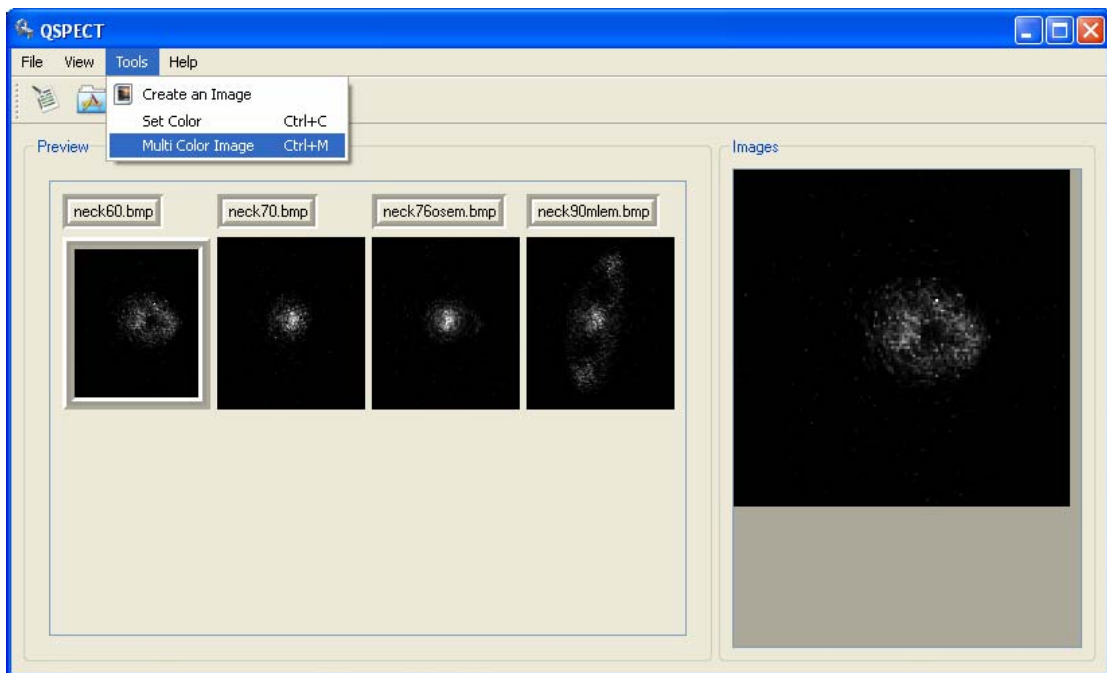 QSPECT
File View Tools Help
Create an Image
Set Color Ctrl+C
Multi Color Image Ctrl+M
Preview
Images
neck60.bmp neck70.bmp neck76osem.bmp neck90mlem.bmp